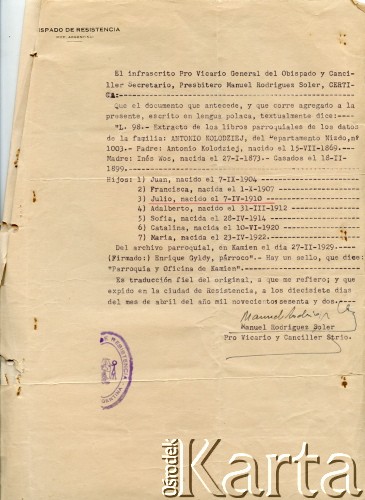 ISPADO DE RESISTENCIA
El infrascrito Pro Vicario General del Obispado y Canci-
ller Secretario, Presbítero Manuel Rodrígues Soler, CERTI-
CA:
Que el documento que antecede, y que corre agregado a la
presente, escrito en lengua polaca, textualmente dice:
"L. 98.- Extracto de los libros parroquiales de los datos
de la familia: ANTONIO KOLODZIEJ, del Departamento Nizdo, nº
1003.- Padre: Antonio Kolodziej, nacido el 15-VIII-1869.
Madre: Inés Woc, nacida el 27-I-1873.- Casados el 18-II-
1899.
Hijos: 1) Juan, nacido el 7-IX-1904
2) Francisca, nacida el 1-X-1907
3) Julio, nacido el 7-IV-1910
4) Adalberto, nacido el 31-III-1912
5) Sofía, nacida el 28-IV-1914
6) Catalina, nacida el 10-VI-1920
7) María, nacida el 23-IV-1922.
Del archivo parroquial, en Kamien el día 27-II-1929.
(Firmado:) Enrique Gyldy, párroco".- Hay un sello, que dice:
"Parroquia y Oficina de Kamien".
Es traducción fiel del original, a que me refiero; y que
expido en la ciudad de Resistencia, a los diecisiete días
del mes de abril del año mil novecientos sesenta y dos.
Manuel Rodrígues Soler
Pro Vicario y Canciller Strio.
DE RESISTENCIA
Ośrodek
Karta